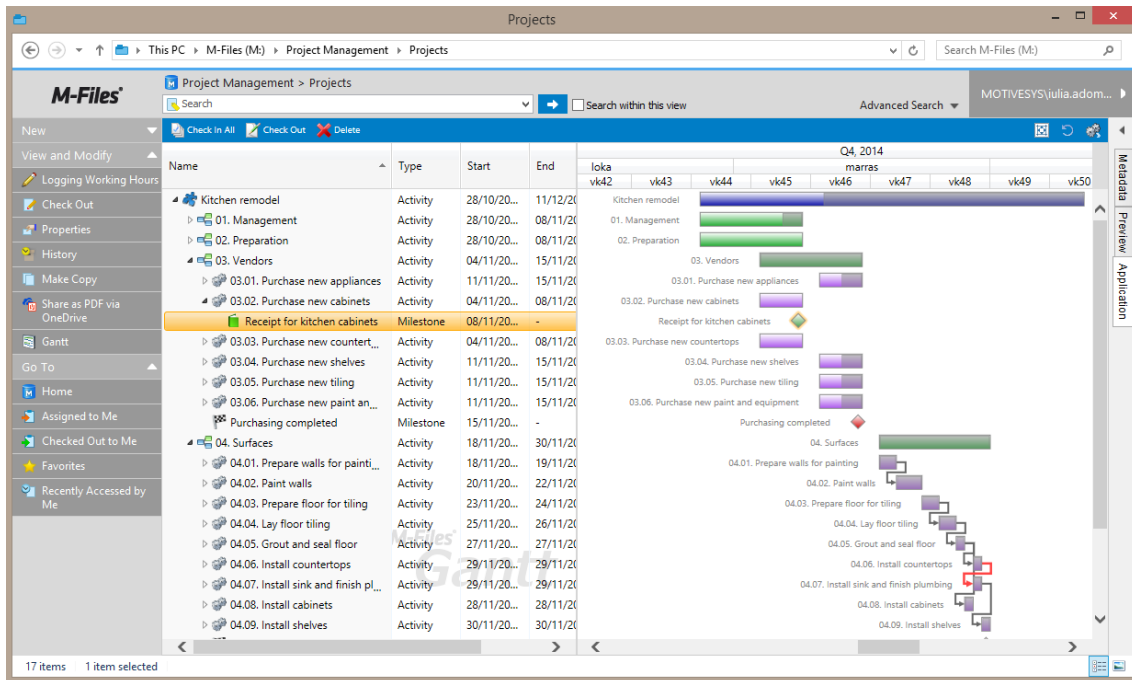 Projects
This PC M-Files (M:) Project Management Projects
Search M-Files (M:)
M-Files
Project Management > Projects
Search
Search within this view
Advanced Search
MOTIVESYS\iulia.adom...
New
Check In All Check Out Delete
View and Modify
Logging Working Hours
Check Out
Properties
History
Make Copy
Share as PDF via
OneDrive
Gantt
Go To
Home
Assigned to Me
Checked Out to Me
Favorites
Recently Accessed by
Me
Name Type Start End
Kitchen remodel Activity 28/10/20... 11/12/20
01. Management Activity 28/10/20... 08/11/20
02. Preparation Activity 28/10/20... 08/11/20
03. Vendors Activity 04/11/20... 15/11/20
03.01. Purchase new appliances Activity 11/11/20... 15/11/20
03.02. Purchase new cabinets Activity 04/11/20... 08/11/20
Receipt for kitchen cabinets Milestone 08/11/20... -
03.03. Purchase new countert... Activity 04/11/20... 08/11/20
03.04. Purchase new shelves Activity 11/11/20... 15/11/20
03.05. Purchase new tiling Activity 11/11/20... 15/11/20
03.06. Purchase new paint an... Activity 11/11/20... 15/11/20
Purchasing completed Milestone 15/11/20... -
04. Surfaces Activity 18/11/20... 30/11/20
04.01. Prepare walls for painti... Activity 18/11/20... 19/11/20
04.02. Paint walls Activity 20/11/20... 22/11/20
04.03. Prepare floor for tiling Activity 23/11/20... 24/11/20
04.04. Lay floor tiling Activity 25/11/20... 26/11/20
04.05. Grout and seal floor Activity 27/11/20... 27/11/20
04.06. Install countertops Activity 29/11/20... 29/11/20
04.07. Install sink and finish pl... Activity 29/11/20... 29/11/20
04.08. Install cabinets Activity 28/11/20... 28/11/20
04.09. Install shelves Activity 30/11/20... 30/11/20
M-Files
Gantt
Q4, 2014
loka marras
vk42 vk43 vk44 vk45 vk46 vk47 vk48 vk49 vk50
Kitchen remodel
01. Management
02. Preparation
03. Vendors
03.01. Purchase new appliances
03.02. Purchase new cabinets
Receipt for kitchen cabinets
03.03. Purchase new countertops
03.04. Purchase new shelves
03.05. Purchase new tiling
03.06. Purchase new paint and equipment
Purchasing completed
04. Surfaces
04.01. Prepare walls for painting
04.02. Paint walls
04.03. Prepare floor for tiling
04.04. Lay floor tiling
04.05. Grout and seal floor
04.06. Install countertops
04.07. Install sink and finish plumbing
04.08. Install cabinets
04.09. Install shelves
Metadata
Preview
Application
17 items 1 item selected